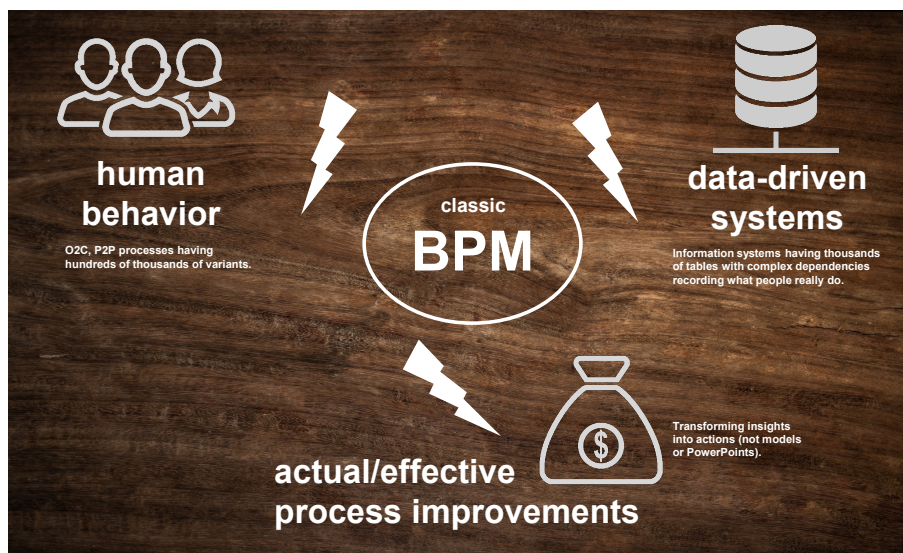 human
behavior
O2C, P2P processes having
hundreds of thousands of variants.
classic
BPM
data-driven
systems
Information systems having thousands
of tables with complex dependencies
recording what people really do.
$
Transforming insights
into actions (not models
or PowerPoints).
actual/effective
process improvements